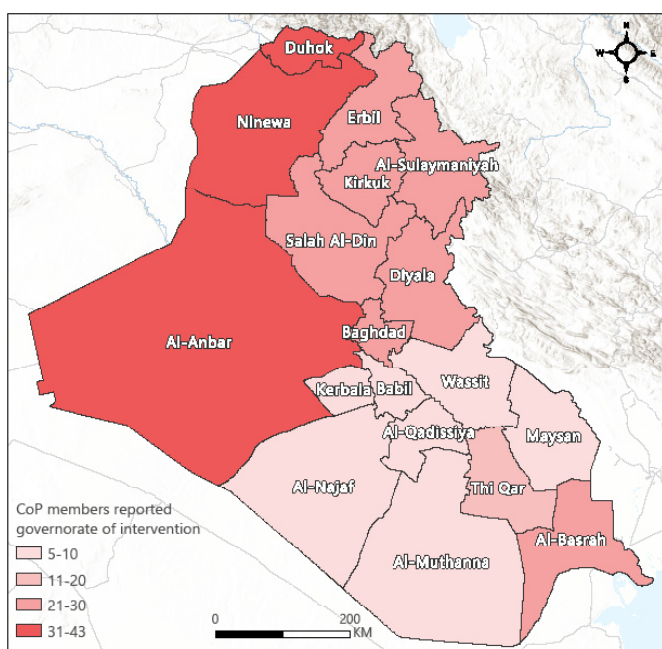 N
W E
S
Duhok
Ninewa
Erbil
Al-Sulaymaniyah
Kirkuk
Salah Al-Din
Diyala
Al-Anbar
Baghdad
Wassit
Kerbala Babil
Al-Qadissiya
Maysan
Al-Najaf
Thi Qar
Al-Basrah
Al-Muthanna
CoP members reported
governorate of intervention
5-10
11-20
21-30
31-43
0 200
KM